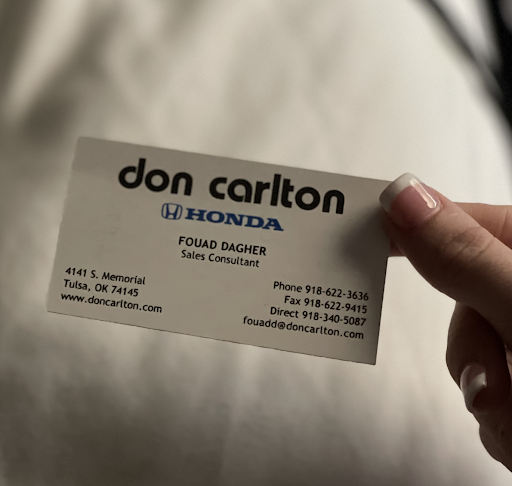 don carlton
HONDA
FOUAD DAGHER
Sales Consultant
4141 S. Memorial
Tulsa, OK 74145
www.doncarlton.com
Phone 918-622-3636
Fax 918-622-9415
Direct 918-340-5087
fouadd@doncarlton.com